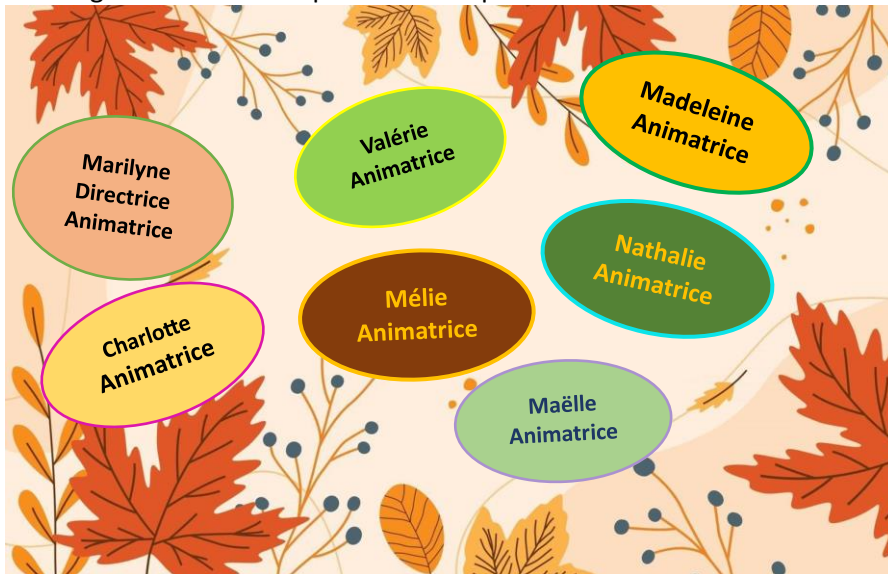 Marilyne
Directrice
Animatrice
Valérie
Animatrice
Madeleine
Animatrice
Nathalie
Animatrice
Mélie
Animatrice
Charlotte
Animatrice
Maëlle
Animatrice